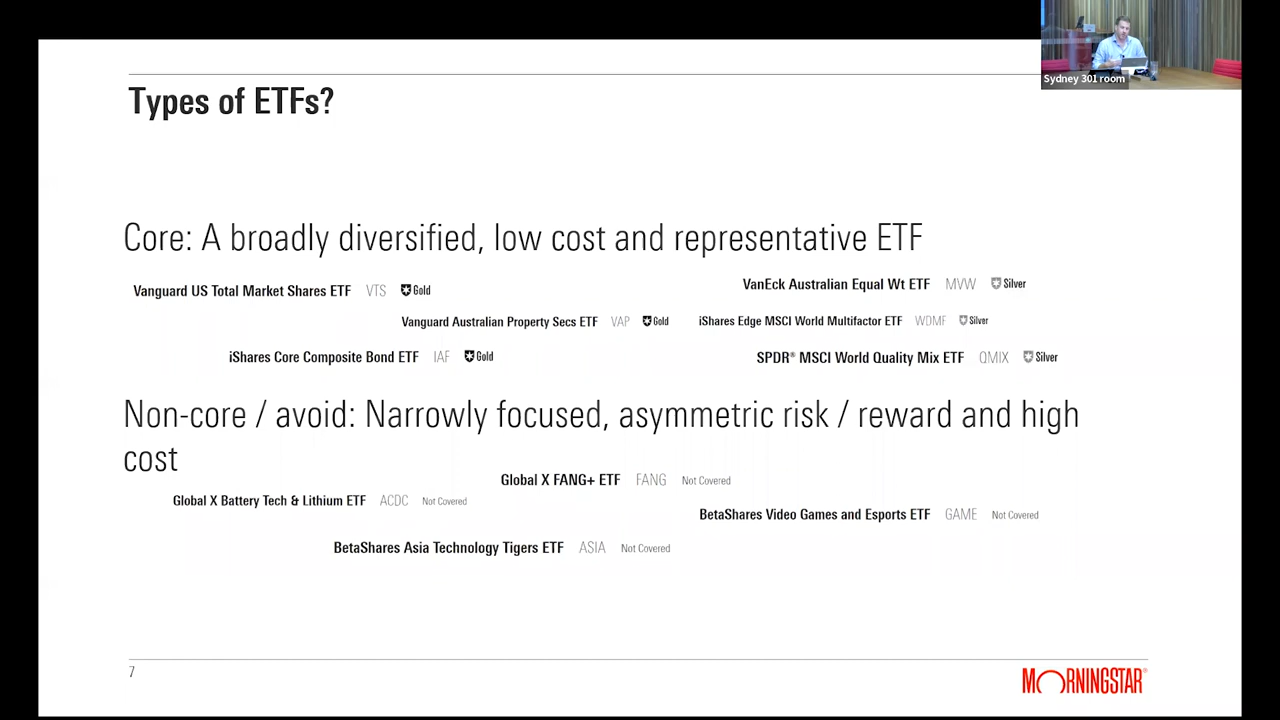 Sydney 301 room
Types of ETFs?
Core: A broadly diversified, low cost and representative ETF
Vanguard US Total Market Shares ETF VTS Gold
VanEck Australian Equal Wt ETF MVW Silver
Vanguard Australian Property Secs ETF VAP Gold
iShares Edge MSCI World Multifactor ETF WDMF Silver
iShares Core Composite Bond ETF IAF Gold
SPDR® MSCI World Quality Mix ETF QMIX Silver
Non-core / avoid: Narrowly focused, asymmetric risk / reward and high
cost
Global X FANG+ ETF FANG Not Covered
Global X Battery Tech & Lithium ETF ACDC Not Covered
BetaShares Video Games and Esports ETF GAME Not Covered
BetaShares Asia Technology Tigers ETF ASIA Not Covered
7
MORNINGSTAR®